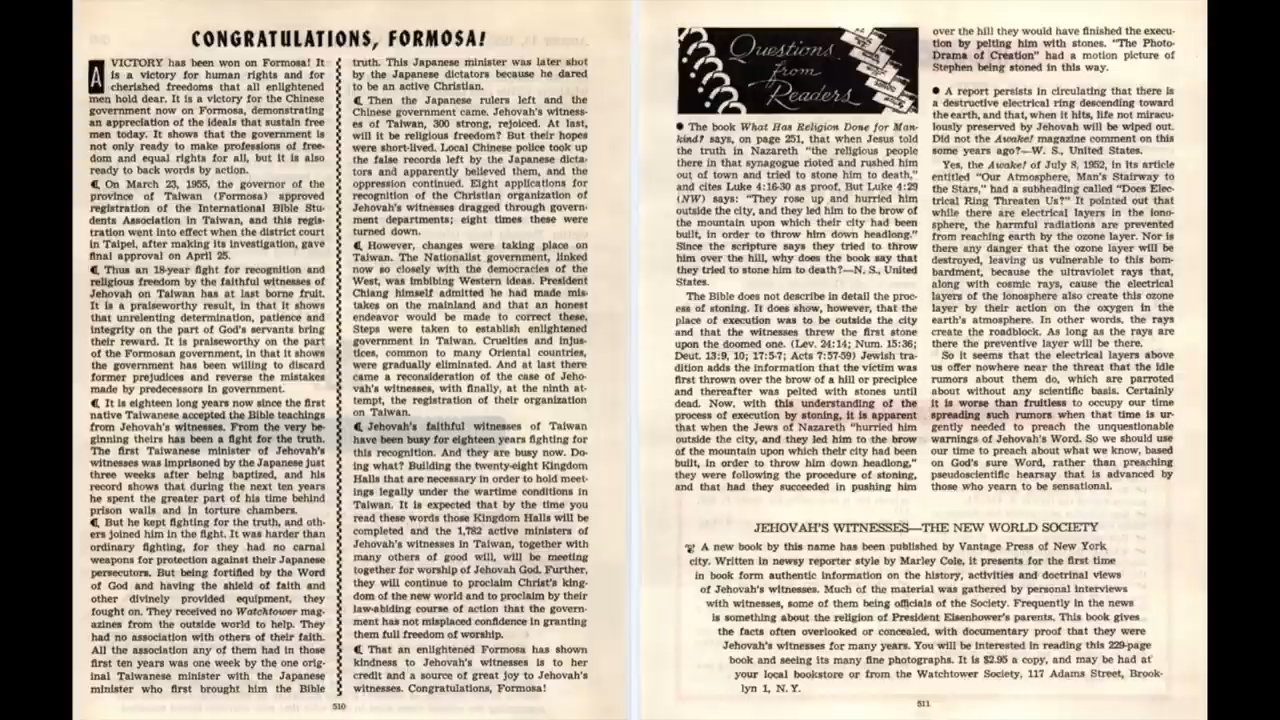 CONGRATULATIONS, FORMOSA!
A VICTORY has been won on Formosa! It
is a victory for human rights and for
cherished freedoms that all enlightened
men hold dear. It is a victory for the Chinese
government now on Formosa, demonstrating
an appreciation of the ideals that sustain free
men today. It shows that the government is
not only ready to make professions of free-
dom and equal rights for all, but it is also
ready to back words by action.
¶ On March 23, 1955, the governor of the
province of Taiwan (Formosa) approved
registration of the International Bible Stu-
dents Association in Taiwan, and this regis-
tration went into effect when the district court
in Taipei, after making its investigation, gave
final approval on April 25.
¶ Thus an 18-year fight for recognition and
religious freedom by the faithful witnesses of
Jehovah on Taiwan has at last borne fruit.
It is a praiseworthy result, in that it shows
that unrelenting determination, patience and
integrity on the part of God's servants bring
their reward. It is praiseworthy on the part
of the Formosan government, in that it shows
the government has been willing to discard
former prejudices and reverse the mistakes
made by predecessors in government.
¶ It is eighteen long years now since the first
native Taiwanese accepted the Bible teachings
from Jehovah's witnesses. From the very be-
ginning theirs has been a fight for the truth.
The first Taiwanese minister of Jehovah's
witnesses was imprisoned by the Japanese just
three weeks after being baptized, and his
record shows that during the next ten years
he spent the greater part of his time behind
prison walls and in torture chambers.
¶ But he kept fighting for the truth, and oth-
ers joined him in the fight. It was harder than
ordinary fighting, for they had no carnal
weapons for protection against their Japanese
persecutors. But being fortified by the Word
of God and having the shield of faith and
other divinely provided equipment, they
fought on. They received no Watchtower mag-
azines from the outside world to help. They
had no association with others of their faith.
All the association any of them had in those
first ten years was one week by the one orig-
inal Taiwanese minister with the Japanese
minister who first brought him the Bible
truth. This Japanese minister was later shot
by the Japanese dictators because he dared
to be an active Christian.
¶ Then the Japanese rulers left and the
Chinese government came. Jehovah's witness-
es of Taiwan, 300 strong, rejoiced. At last,
will it be religious freedom? But their hopes
were short-lived. Local Chinese police took up
the false records left by the Japanese dicta-
tors and apparently believed them, and the
oppression continued. Eight applications for
recognition of the Christian organization of
Jehovah's witnesses dragged through govern-
ment departments; eight times these were
turned down.
¶ However, changes were taking place on
Taiwan. The Nationalist government, linked
now so closely with the democracies of the
West, was imbibing Western ideas. President
Chiang himself admitted he had made mis-
takes on the mainland and that an honest
endeavor would be made to correct these.
Steps were taken to establish enlightened
government in Taiwan. Cruelties and injus-
tices, common to many Oriental countries,
were gradually eliminated. And at last there
came a reconsideration of the case of Jeho-
vah's witnesses, with finally, at the ninth at-
tempt, the registration of their organization
on Taiwan.
¶ Jehovah's faithful witnesses of Taiwan
have been busy for eighteen years fighting for
this recognition. And they are busy now. Do-
ing what? Building the twenty-eight Kingdom
Halls that are necessary in order to hold meet-
ings legally under the wartime conditions in
Taiwan. It is expected that by the time you
read these words those Kingdom Halls will be
completed and the 1,782 active ministers of
Jehovah's witnesses in Taiwan, together with
many others of good will, will be meeting
together for worship of Jehovah God. Further,
they will continue to proclaim Christ's king-
dom of the new world and to proclaim by their
law-abiding course of action that the govern-
ment has not misplaced confidence in granting
them full freedom of worship.
¶ That an enlightened Formosa has shown
kindness to Jehovah's witnesses is to her
credit and a source of great joy to Jehovah's
witnesses. Congratulations, Formosa!
510
Questions
from
Readers
● The book What Has Religion Done for Man-
kind? says, on page 251, that when Jesus told
the truth in Nazareth "the religious people
there in that synagogue rioted and rushed him
out of town and tried to stone him to death,"
and cites Luke 4:16-30 as proof. But Luke 4:29
(NW) says: "They rose up and hurried him
outside the city, and they led him to the brow of
the mountain upon which their city had been
built, in order to throw him down headlong."
Since the scripture says they tried to throw
him over the hill, why does the book say that
they tried to stone him to death?—N. S., United
States.
The Bible does not describe in detail the proc-
ess of stoning. It does show, however, that the
place of execution was to be outside the city
and that the witnesses threw the first stone
upon the doomed one. (Lev. 24:14; Num. 15:36;
Deut. 13:9, 10; 17:5-7; Acts 7:57-59) Jewish tra-
dition adds the information that the victim was
first thrown over the brow of a hill or precipice
and thereafter was pelted with stones until
dead. Now, with this understanding of the
process of execution by stoning, it is apparent
that when the Jews of Nazareth "hurried him
outside the city, and they led him to the brow
of the mountain upon which their city had been
built, in order to throw him down headlong,"
they were following the procedure of stoning,
and that had they succeeded in pushing him
over the hill they would have finished the execu-
tion by pelting him with stones. "The Photo-
Drama of Creation" had a motion picture of
Stephen being stoned in this way.
● A report persists in circulating that there is
a destructive electrical ring descending toward
the earth, and that, when it hits, life not miracu-
lously preserved by Jehovah will be wiped out.
Did not the Awake! magazine comment on this
some years ago?—W. S., United States.
Yes, the Awake! of July 8, 1952, in its article
entitled "Our Atmosphere, Man's Stairway to
the Stars," had a subheading called "Does Elec-
trical Ring Threaten Us?" It pointed out that
while there are electrical layers in the iono-
sphere, the harmful radiations are prevented
from reaching earth by the ozone layer. Nor is
there any danger that the ozone layer will be
destroyed, leaving us vulnerable to this bom-
bardment, because the ultraviolet rays that,
along with cosmic rays, cause the electrical
layers of the ionosphere also create this ozone
layer by their action on the oxygen in the
earth's atmosphere. In other words, the rays
create the roadblock. As long as the rays are
there the preventive layer will be there.
So it seems that the electrical layers above
us offer nowhere near the threat that the idle
rumors about them do, which are parroted
about without any scientific basis. Certainly
it is worse than fruitless to occupy our time
spreading such rumors when that time is ur-
gently needed to preach the unquestionable
warnings of Jehovah's Word. So we should use
our time to preach about what we know, based
on God's sure Word, rather than preaching
pseudoscientific hearsay that is advanced by
those who yearn to be sensational.
JEHOVAH'S WITNESSES—THE NEW WORLD SOCIETY
A new book by this name has been published by Vantage Press of New York
city. Written in newsy reporter style by Marley Cole, it presents for the first time
in book form authentic information on the history, activities and doctrinal views
of Jehovah's witnesses. Much of the material was gathered by personal interviews
with witnesses, some of them being officials of the Society. Frequently in the news
is something about the religion of President Eisenhower's parents. This book gives
the facts often overlooked or concealed, with documentary proof that they were
Jehovah's witnesses for many years. You will be interested in reading this 229-page
book and seeing its many fine photographs. It is $2.95 a copy, and may be had at
your local bookstore or from the Watchtower Society, 117 Adams Street, Brook-
lyn 1, N. Y.
511